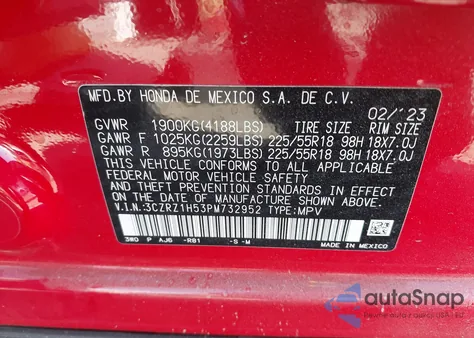 MFD.BY HONDA DE MEXICO S.A. DE C.V.
02/'23
GVWR 1900KG(4188LBS) TIRE SIZE RIM SIZE
GAWR F 1025KG(2259LBS) 225/55R18 98H 18X7.0J
GAWR R 895KG(1973LBS) 225/55R18 98H 18X7.0J
THIS VEHICLE CONFORMS TO ALL APPLICABLE
FEDERAL MOTOR VEHICLE
SAFETY AND THEFT PREVENTION STANDARDS IN EFFECT
ON THE DATE OF MANUFACTURE SHOWN ABOVE.
V.I.N.:3CZRZ1H53PM732952 TYPE:MPV
P AJ6 -R81 -S -M
MADE IN MEXICO
autoSnap